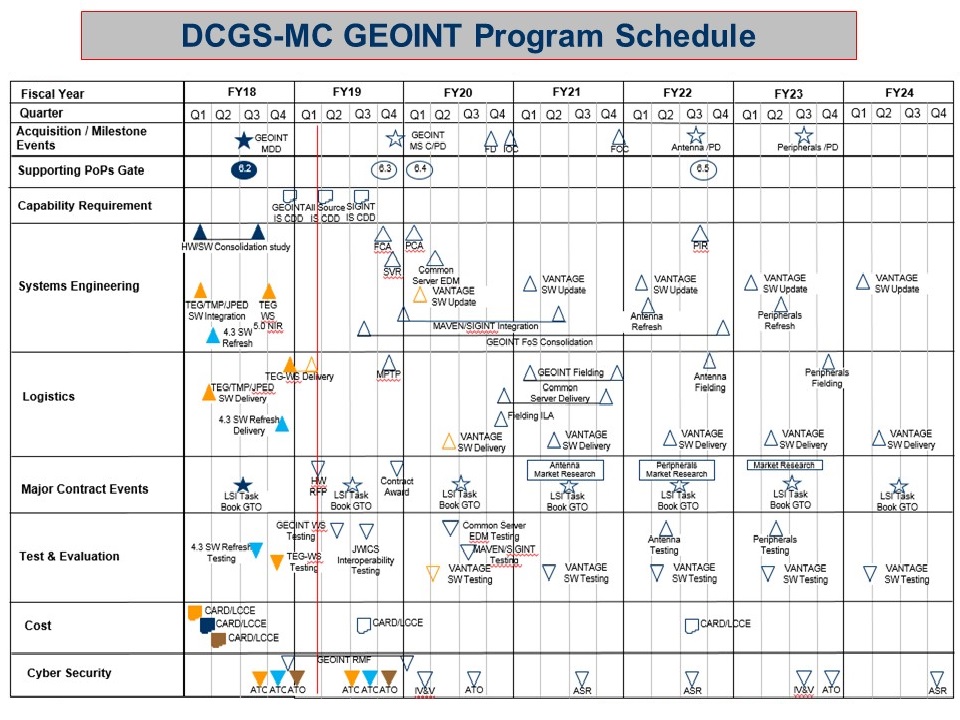 DCGS-MC GEOINT Program Schedule
Fiscal Year FY18 FY19 FY20 FY21 FY22 FY23 FY24
Quarter Q1 Q2 Q3 Q4 Q1 Q2 Q3 Q4 Q1 Q2 Q3 Q4 Q1 Q2 Q3 Q4 Q1 Q2 Q3 Q4 Q1 Q2 Q3 Q4 Q1 Q2 Q3 Q4
Acquisition / Milestone
Events
GEOINT
MDD
GEOINT
MS C/PD
FD
IOC
FOC
Antenna /PD
Peripherals /PD
Supporting PoPs Gate
6.2
6.3
6.4
6.5
Capability Requirement
GEOINT
IS CDD
All Source
IS CDD
SIGINT
IS CDD
Systems Engineering
HW/SW Consolidation study
FCA
PCA
PIR
SVR
Common
Server EDM
VANTAGE
SW Update
VANTAGE
SW Update
VANTAGE
SW Update
VANTAGE
SW Update
VANTAGE
SW Update
TEG/TMP/JPED
SW Integration
TEG
WS
5.0 NIR
4.3 SW
Refresh
Antenna
Refresh
Peripherals
Refresh
MAVEN/SIGINT Integration
GEOINT FoS Consolidation
Logistics
TEG-WS Delivery
MPTP
GEOINT Fielding
Antenna
Fielding
Peripherals
Fielding
TEG/TMP/JPED
SW Delivery
Common
Server Delivery
4.3 SW Refresh
Delivery
Fielding ILA
VANTAGE
SW Delivery
VANTAGE
SW Delivery
VANTAGE
SW Delivery
VANTAGE
SW Delivery
VANTAGE
SW Delivery
Major Contract Events
Antenna
Market Research
Peripherals
Market Research
Market Research
LSI Task
Book GTO
HW
RFP
LSI Task
Book GTO
Contract
Award
LSI Task
Book GTO
LSI Task
Book GTO
LSI Task
Book GTO
LSI Task
Book GTO
LSI Task
Book GTO
Test & Evaluation
GEOINT WS
Testing
Common Server
EDM Testing
4.3 SW Refresh
Testing
TEG-WS
Testing
JWICS
Interoperability
Testing
MAVEN/SIGINT
Testing
Antenna
Testing
Peripherals
Testing
VANTAGE
SW Testing
VANTAGE
SW Testing
VANTAGE
SW Testing
VANTAGE
SW Testing
VANTAGE
SW Testing
Cost
CARD/LCCE
CARD/LCCE
CARD/LCCE
CARD/LCCE
CARD/LCCE
Cyber Security
GEOINT RMF
ATC ATC ATO ATC ATC ATO IV&V ATO ASR ASR IV&V ATO ASR